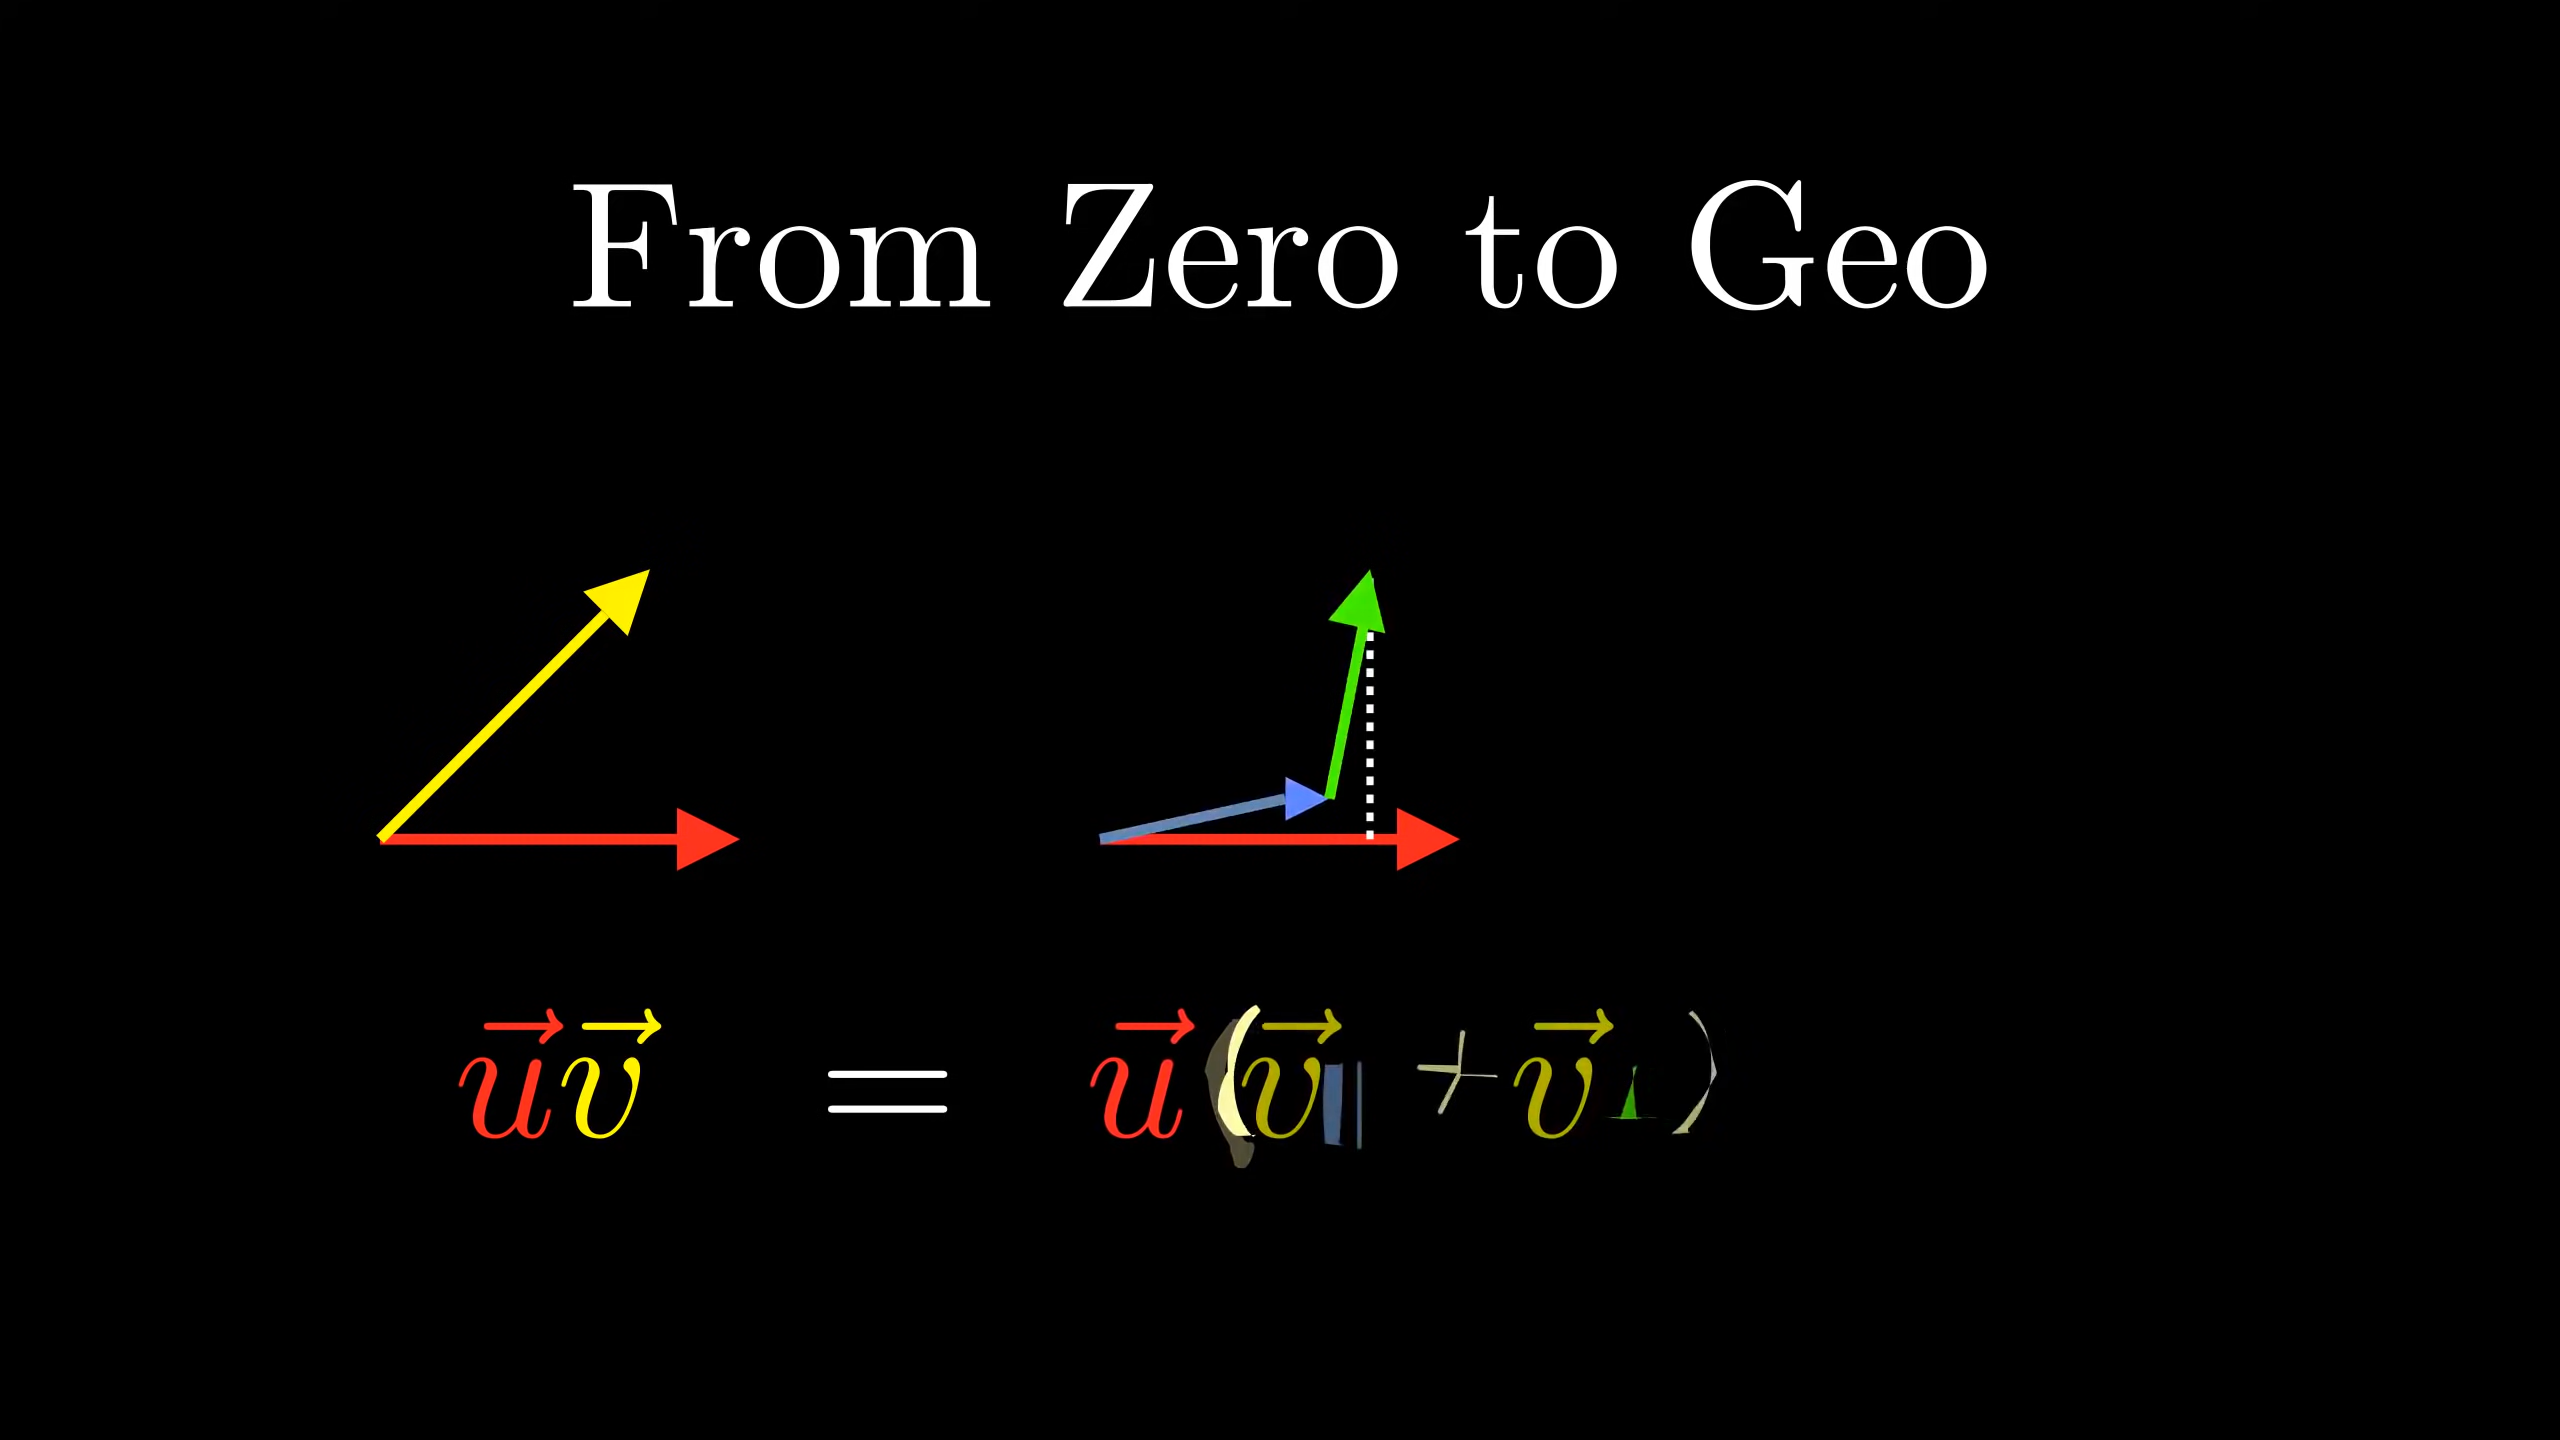 From Zero to Geo
u⃗v⃗ = u⃗(v⃗∥ + v⃗⊥)